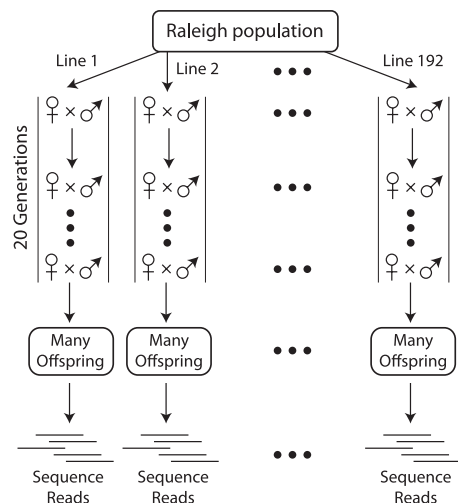 Raleigh population
Line 1
Line 2
Line 192
♀ × ♂
♀ × ♂
♀ × ♂
20 Generations
♀ × ♂
♀ × ♂
♀ × ♂
♀ × ♂
♀ × ♂
♀ × ♂
Many
Offspring
Many
Offspring
Many
Offspring
Sequence
Reads
Sequence
Reads
Sequence
Reads